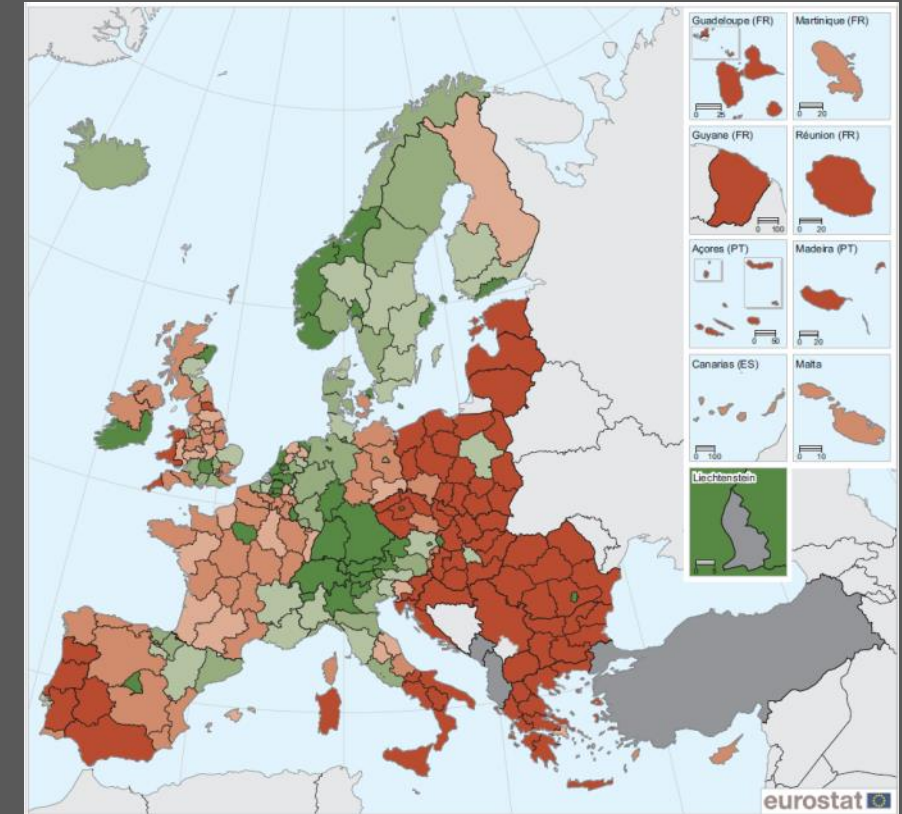 Guadeloupe (FR)
Martinique (FR)
0 25
0 20
Guyane (FR)
Réunion (FR)
0 100
0 20
Açores (PT)
Madeira (PT)
0 50
0 20
Canarias (ES)
Malta
0 100
0 10
Liechtenstein
eurostat